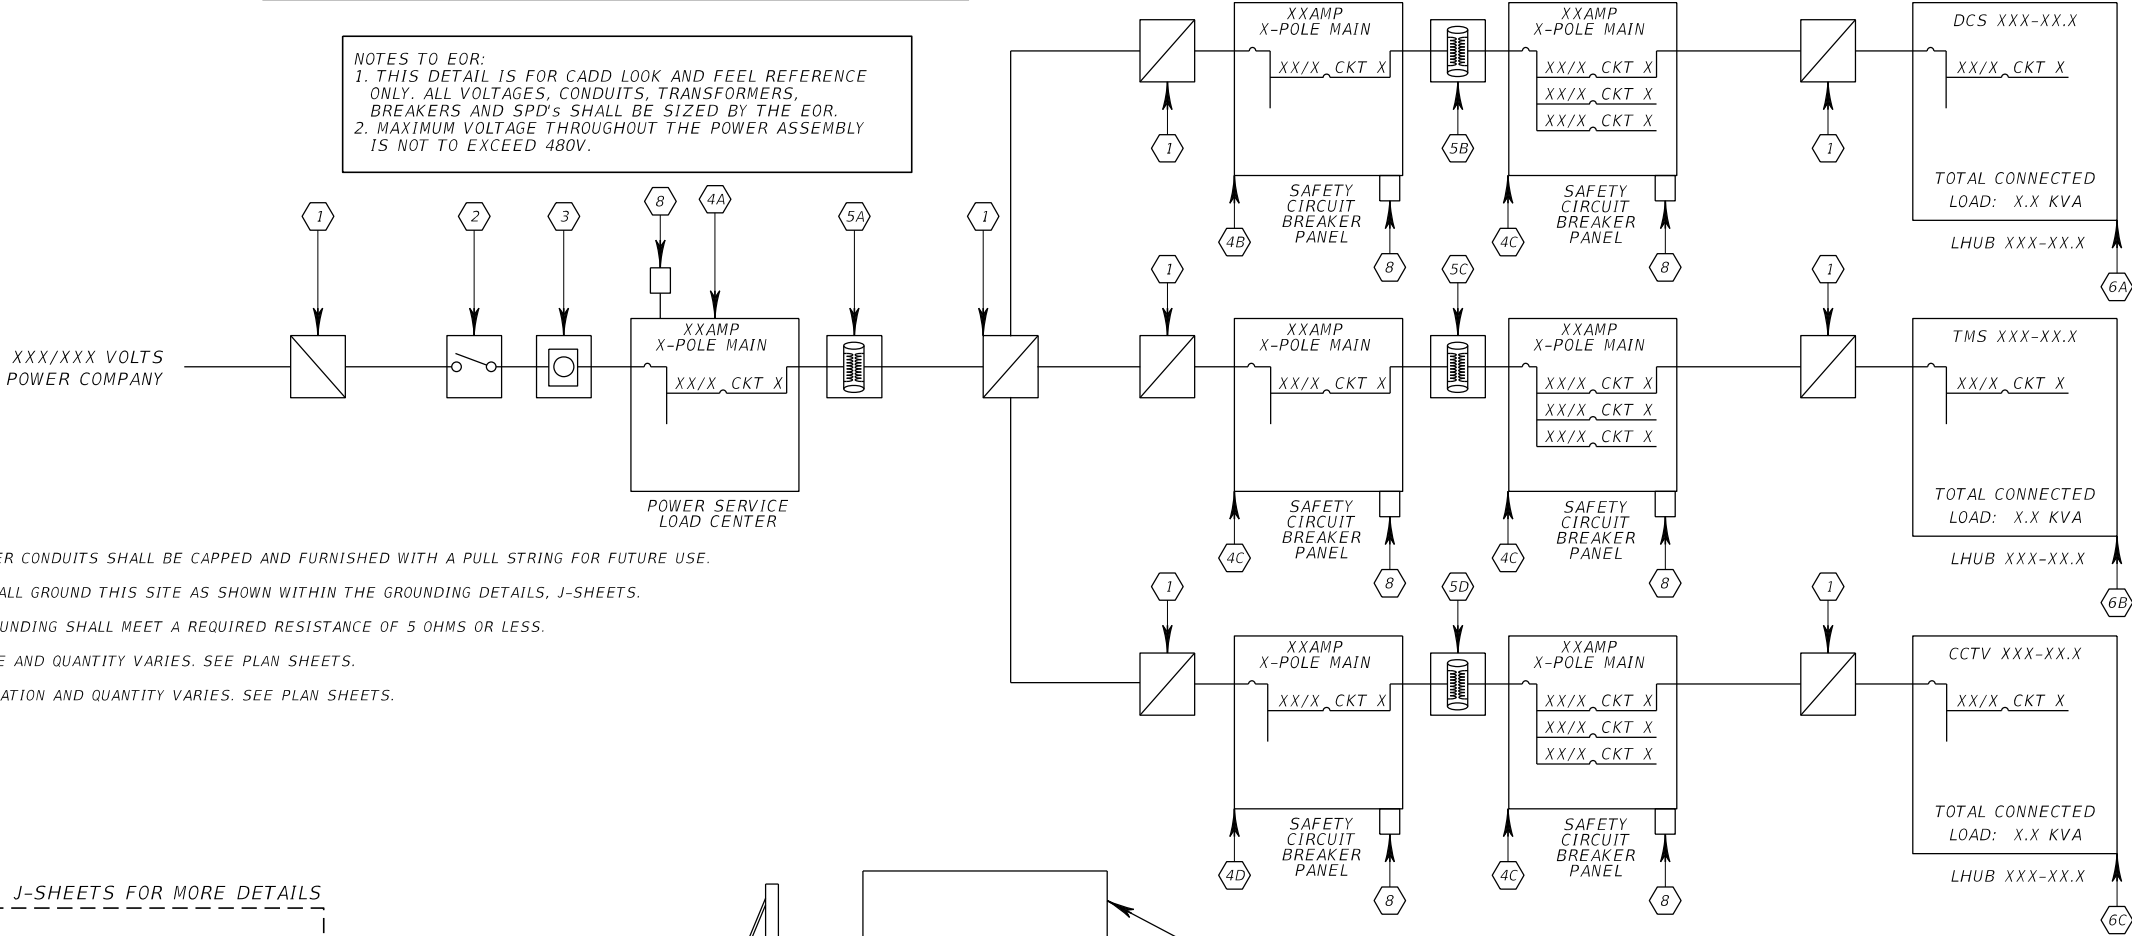 NOTES TO EOR:
1. THIS DETAIL IS FOR CADD LOOK AND FEEL REFERENCE
ONLY. ALL VOLTAGES, CONDUITS, TRANSFORMERS,
BREAKERS AND SPD's SHALL BE SIZED BY THE EOR.
2. MAXIMUM VOLTAGE THROUGHOUT THE POWER ASSEMBLY
IS NOT TO EXCEED 480V.
XXX/XXX VOLTS
POWER COMPANY
1
2
3
8
4A
5A
1
XXAMP
X-POLE MAIN
XX/X CKT X
POWER SERVICE
LOAD CENTER
XXAMP
X-POLE MAIN
XX/X CKT X
1
4B
SAFETY
CIRCUIT
BREAKER
PANEL
8
5B
XXAMP
X-POLE MAIN
XX/X CKT X
XX/X CKT X
XX/X CKT X
4C
SAFETY
CIRCUIT
BREAKER
PANEL
8
1
DCS XXX-XX.X
XX/X CKT X
TOTAL CONNECTED
LOAD: X.X KVA
LHUB XXX-XX.X
6A
1
XXAMP
X-POLE MAIN
XX/X CKT X
4C
SAFETY
CIRCUIT
BREAKER
PANEL
8
5C
XXAMP
X-POLE MAIN
XX/X CKT X
XX/X CKT X
XX/X CKT X
4C
SAFETY
CIRCUIT
BREAKER
PANEL
8
1
TMS XXX-XX.X
XX/X CKT X
TOTAL CONNECTED
LOAD: X.X KVA
LHUB XXX-XX.X
6B
1
XXAMP
X-POLE MAIN
XX/X CKT X
4D
SAFETY
CIRCUIT
BREAKER
PANEL
8
5D
XXAMP
X-POLE MAIN
XX/X CKT X
XX/X CKT X
XX/X CKT X
4C
SAFETY
CIRCUIT
BREAKER
PANEL
8
1
CCTV XXX-XX.X
XX/X CKT X
TOTAL CONNECTED
LOAD: X.X KVA
LHUB XXX-XX.X
6C
CONDUITS SHALL BE CAPPED AND FURNISHED WITH A PULL STRING FOR FUTURE USE.
GROUND THIS SITE AS SHOWN WITHIN THE GROUNDING DETAILS, J-SHEETS.
SHALL MEET A REQUIRED RESISTANCE OF 5 OHMS OR LESS.
AND QUANTITY VARIES. SEE PLAN SHEETS.
AND QUANTITY VARIES. SEE PLAN SHEETS.
J-SHEETS FOR MORE DETAILS